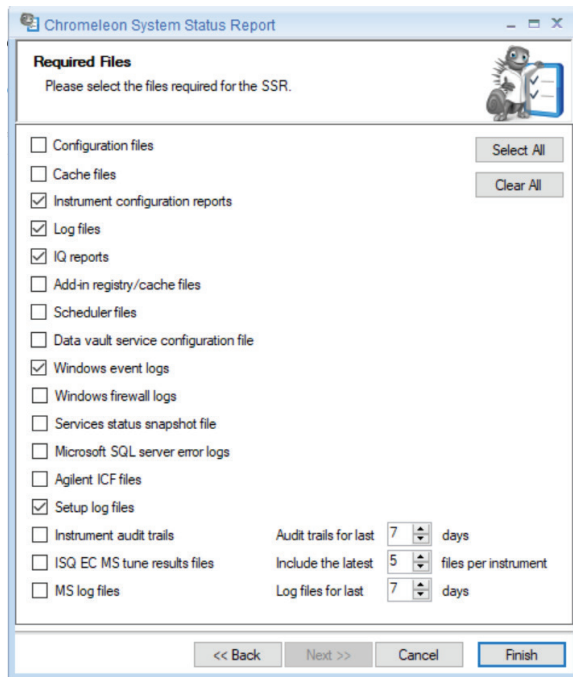 Chromeleon System Status Report
Required Files
Please select the files required for the SSR.
Configuration files
Select All
Cache files
Clear All
Instrument configuration reports
Log files
IQ reports
Add-in registry/cache files
Scheduler files
Data vault service configuration file
Windows event logs
Windows firewall logs
Services status snapshot file
Microsoft SQL server error logs
Agilent ICF files
Setup log files
Instrument audit trails Audit trails for last 7 days
ISQ EC MS tune results files Include the latest 5 files per instrument
MS log files Log files for last 7 days
<< Back Next >> Cancel Finish